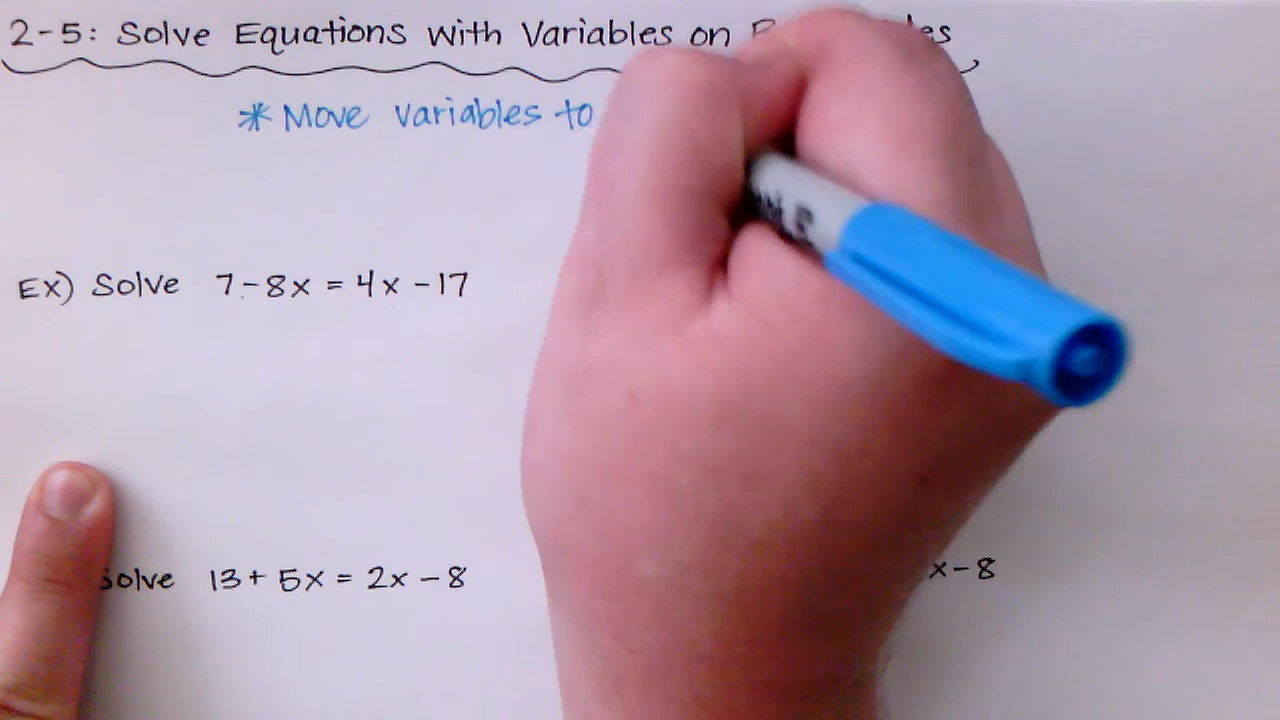 2-5: Solve Equations with Variables on
* Move variables to
Ex) Solve 7-8x = 4x -17
Solve 13+ 5x = 2x -8
x-8